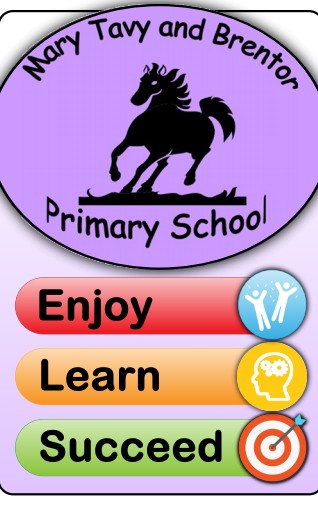 Mary Tavy and Brentor
Primary School
Enjoy
Learn
Succeed